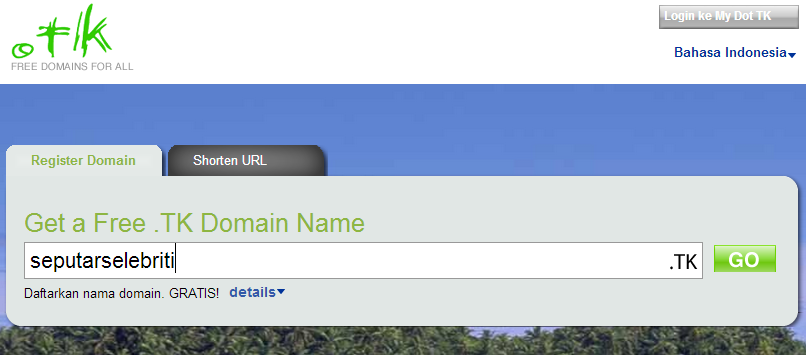 .tk
FREE DOMAINS FOR ALL
Login ke My Dot TK
Bahasa Indonesia
Register Domain
Shorten URL
Get a Free .TK Domain Name
seputarselebriti .TK
GO
Daftarkan nama domain. GRATIS! details